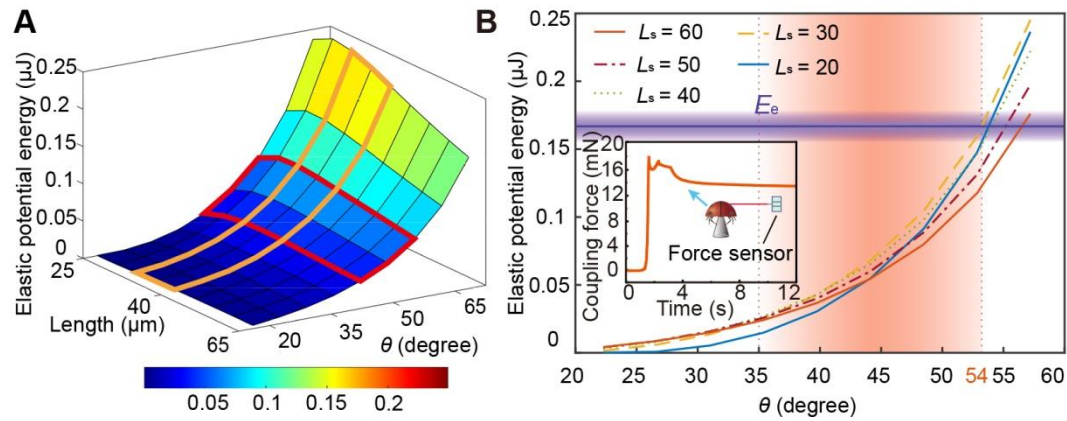 A
Elastic potential energy (µJ)
0.25
0.2
0.15
0.1
0.05
0
25
40
65
Length (µm)
20
35
50
65
θ (degree)
0.05 0.1 0.15 0.2
B
Elastic potential energy (µJ)
0.25
0.2
0.15
0.1
0.05
0
Ls = 60
Ls = 50
Ls = 40
Ls = 30
Ls = 20
Ee
Coupling force (mN)
20
16
12
8
4
0
Force sensor
0 4 8 12
Time (s)
20 25 30 35 40 45 50 54 55 60
θ (degree)